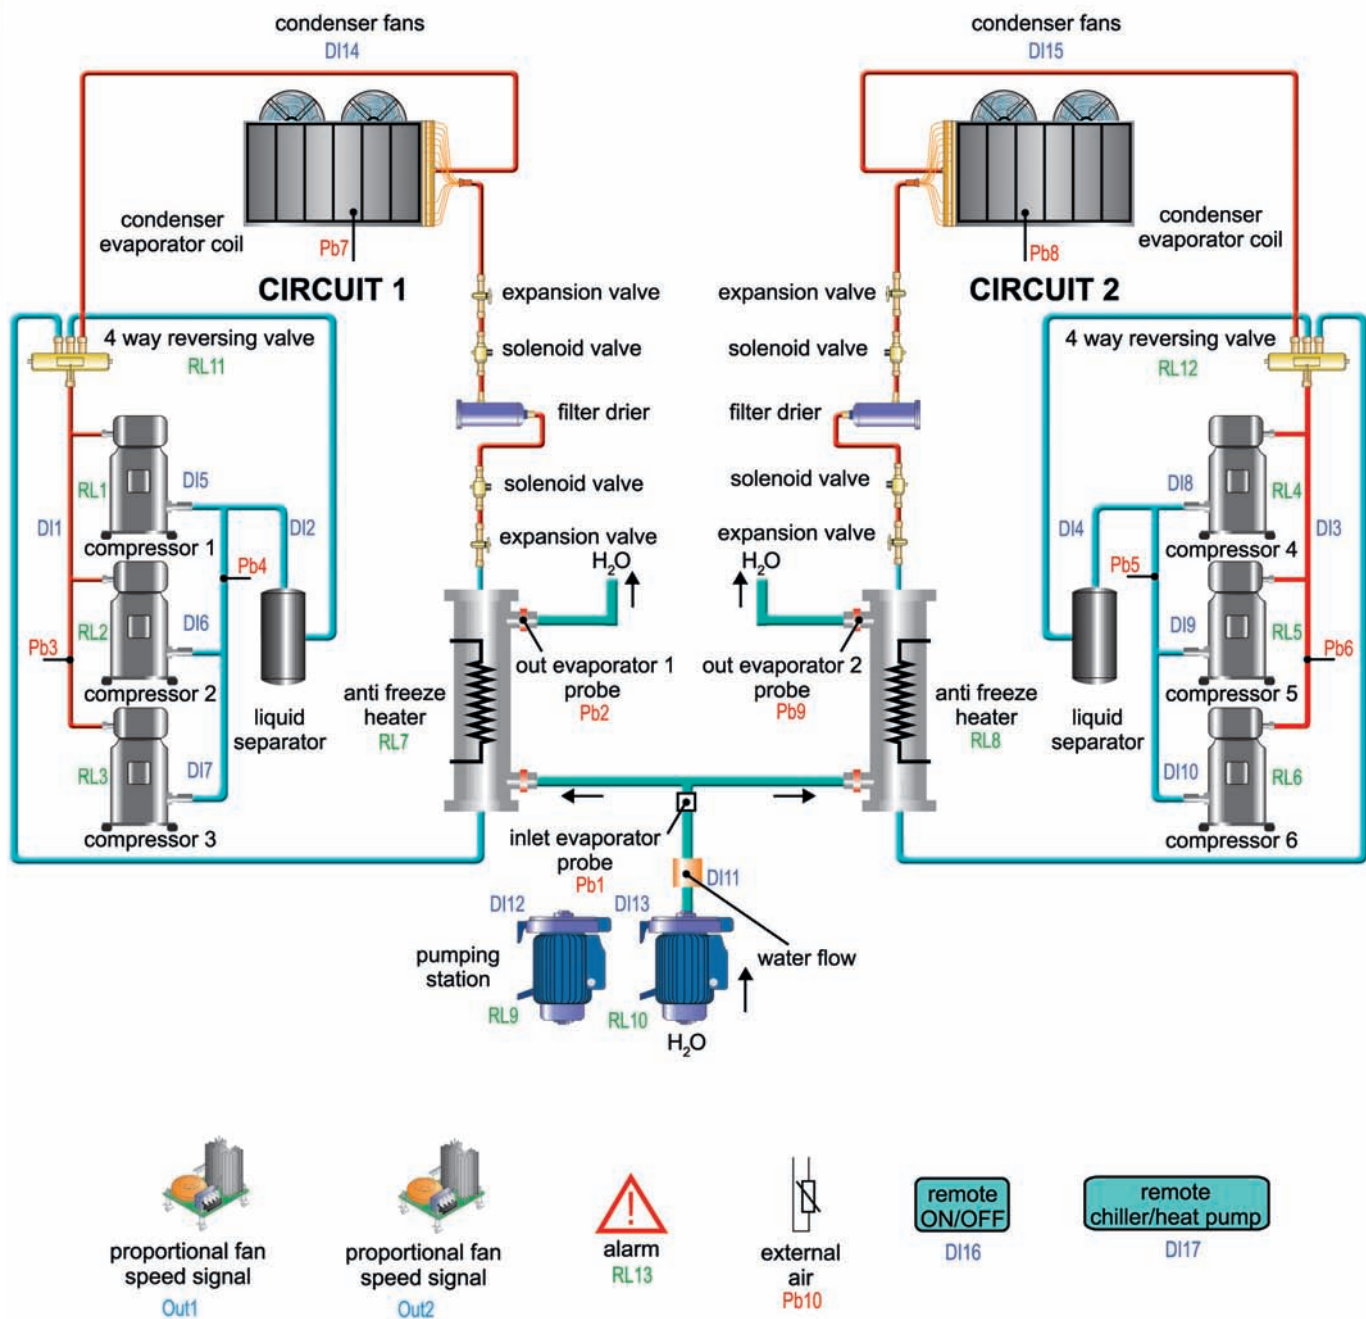 condenser fans
DI14
condenser fans
DI15
condenser
evaporator coil
Pb7
CIRCUIT 1
expansion valve
solenoid valve
filter drier
solenoid valve
expansion valve
H₂O
4 way reversing valve
RL11
RL1
DI5
DI1
DI2
compressor 1
Pb4
RL2
DI6
Pb3
compressor 2
liquid
separator
RL3
DI7
compressor 3
anti freeze
heater
RL7
out evaporator 1
probe
Pb2
condenser
evaporator coil
Pb8
CIRCUIT 2
expansion valve
solenoid valve
filter drier
solenoid valve
expansion valve
H₂O
4 way reversing valve
RL12
DI8
RL4
DI4
DI3
compressor 4
Pb5
DI9
RL5
Pb6
compressor 5
liquid
separator
DI10
RL6
compressor 6
out evaporator 2
probe
Pb9
anti freeze
heater
RL8
inlet evaporator
probe
Pb1
DI11
DI12
DI13
pumping
station
water flow
RL9
RL10
H₂O
proportional fan
speed signal
Out1
proportional fan
speed signal
Out2
alarm
RL13
external
air
Pb10
remote
ON/OFF
DI16
remote
chiller/heat pump
DI17